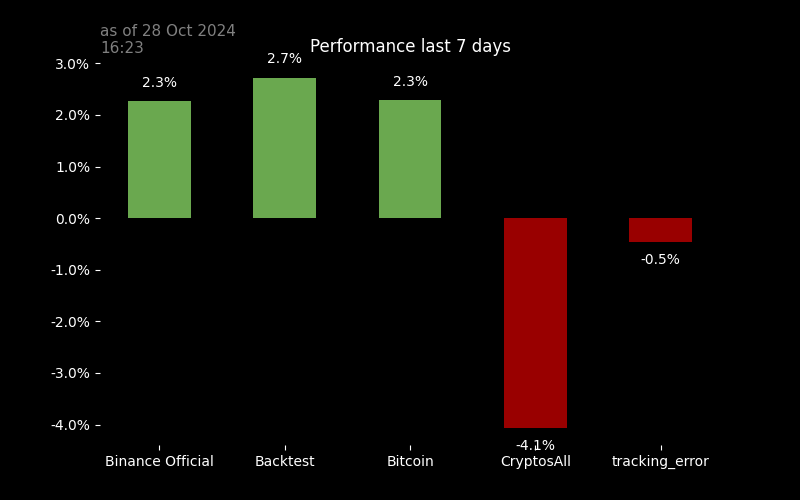 as of 28 Oct 2024
16:23
Performance last 7 days
3.0%
2.0%
1.0%
0.0%
-1.0%
-2.0%
-3.0%
-4.0%
2.3%
2.7%
2.3%
-4.1%
-0.5%
Binance Official
Backtest
Bitcoin
CryptosAll
tracking_error